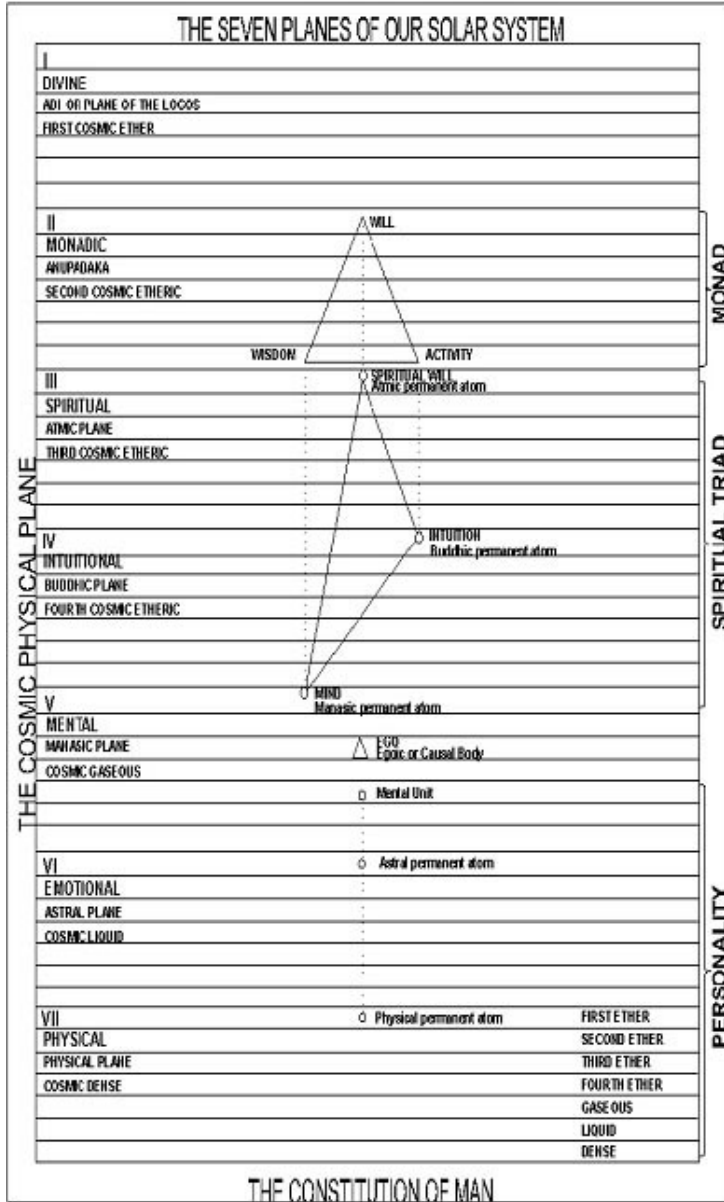 THE SEVEN PLANES OF OUR SOLAR SYSTEM
I
DIVINE
ADI OR PLANE OF THE LOGOS
FIRST COSMIC ETHER
II
WILL
MONADIC
ANUPADAKA
SECOND COSMIC ETHERIC
WISDOM
ACTIVITY
MONAD
III
SPIRITUAL WILL
Atmic permanent atom
SPIRITUAL
ATMIC PLANE
THIRD COSMIC ETHERIC
IV
INTUITION
Buddhic permanent atom
INTUITIONAL
BUDDHIC PLANE
FOURTH COSMIC ETHERIC
SPIRITUAL TRIAD
THE COSMIC PHYSICAL PLANE
V
MIND
Manasic permanent atom
MENTAL
MANASIC PLANE
EGO
Egoic or Causal Body
COSMIC GASEOUS
Mental Unit
VI
Astral permanent atom
EMOTIONAL
ASTRAL PLANE
COSMIC LIQUID
PERSONALITY
VII
Physical permanent atom
FIRST ETHER
PHYSICAL
SECOND ETHER
PHYSICAL PLANE
THIRD ETHER
COSMIC DENSE
FOURTH ETHER
GASEOUS
LIQUID
DENSE
THE CONSTITUTION OF MAN